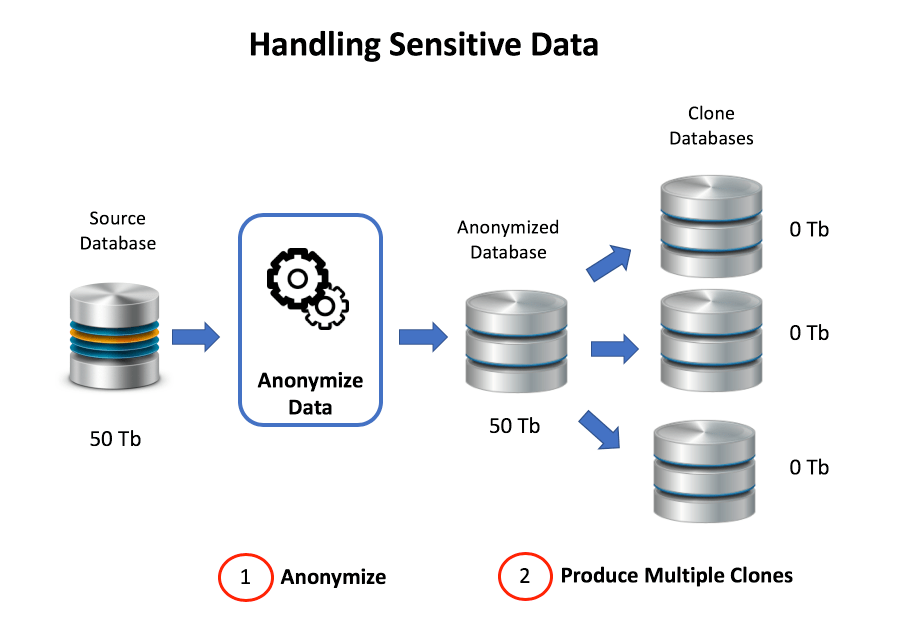 Handling Sensitive Data
Clone
Databases
Source
Database
Anonymized
Database
0 Tb
0 Tb
Anonymize
Data
50 Tb
50 Tb
0 Tb
1 Anonymize
2 Produce Multiple Clones